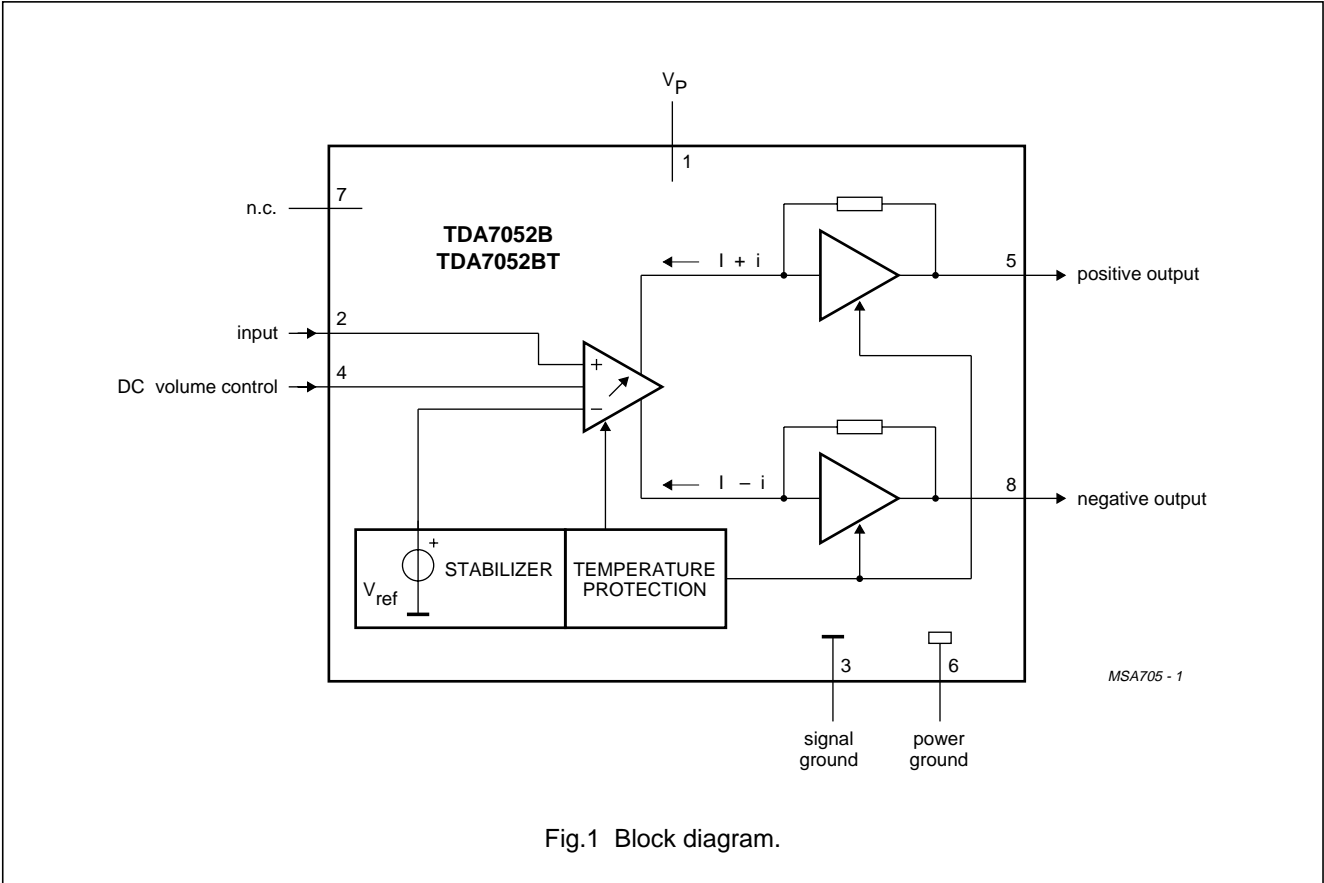 V_P
1
7
n.c.
TDA7052B
TDA7052BT
I + i
5
positive output
2
input
+
4
DC volume control
−
I − i
8
negative output
+
STABILIZER
V_ref
TEMPERATURE
PROTECTION
3
6
MSA705 - 1
signal
ground
power
ground
Fig.1 Block diagram.